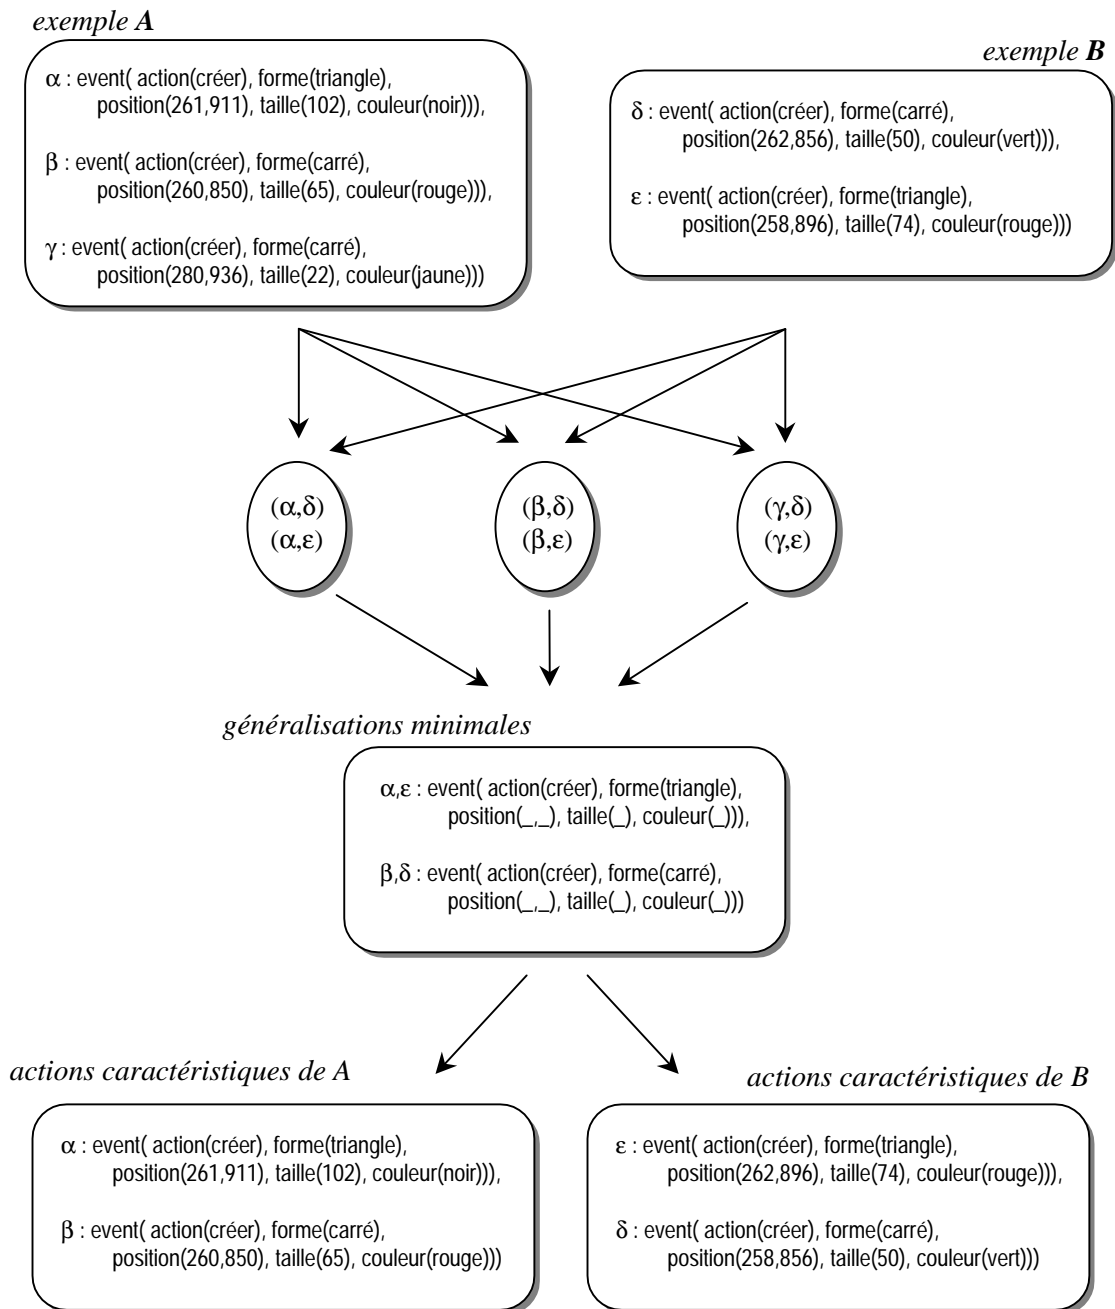 exemple A
α : event( action(créer), forme(triangle),
position(261,911), taille(102), couleur(noir))),
β : event( action(créer), forme(carré),
position(260,850), taille(65), couleur(rouge))),
γ : event( action(créer), forme(carré),
position(280,936), taille(22), couleur(jaune)))
exemple B
δ : event( action(créer), forme(carré),
position(262,856), taille(50), couleur(vert))),
ε : event( action(créer), forme(triangle),
position(258,896), taille(74), couleur(rouge)))
(α,δ)
(α,ε)
(β,δ)
(β,ε)
(γ,δ)
(γ,ε)
généralisations minimales
α,ε : event( action(créer), forme(triangle),
position(_,_), taille(_), couleur(_))),
β,δ : event( action(créer), forme(carré),
position(_,_), taille(_), couleur(_)))
actions caractéristiques de A
α : event( action(créer), forme(triangle),
position(261,911), taille(102), couleur(noir))),
β : event( action(créer), forme(carré),
position(260,850), taille(65), couleur(rouge)))
actions caractéristiques de B
ε : event( action(créer), forme(triangle),
position(262,896), taille(74), couleur(rouge))),
δ : event( action(créer), forme(carré),
position(258,856), taille(50), couleur(vert)))